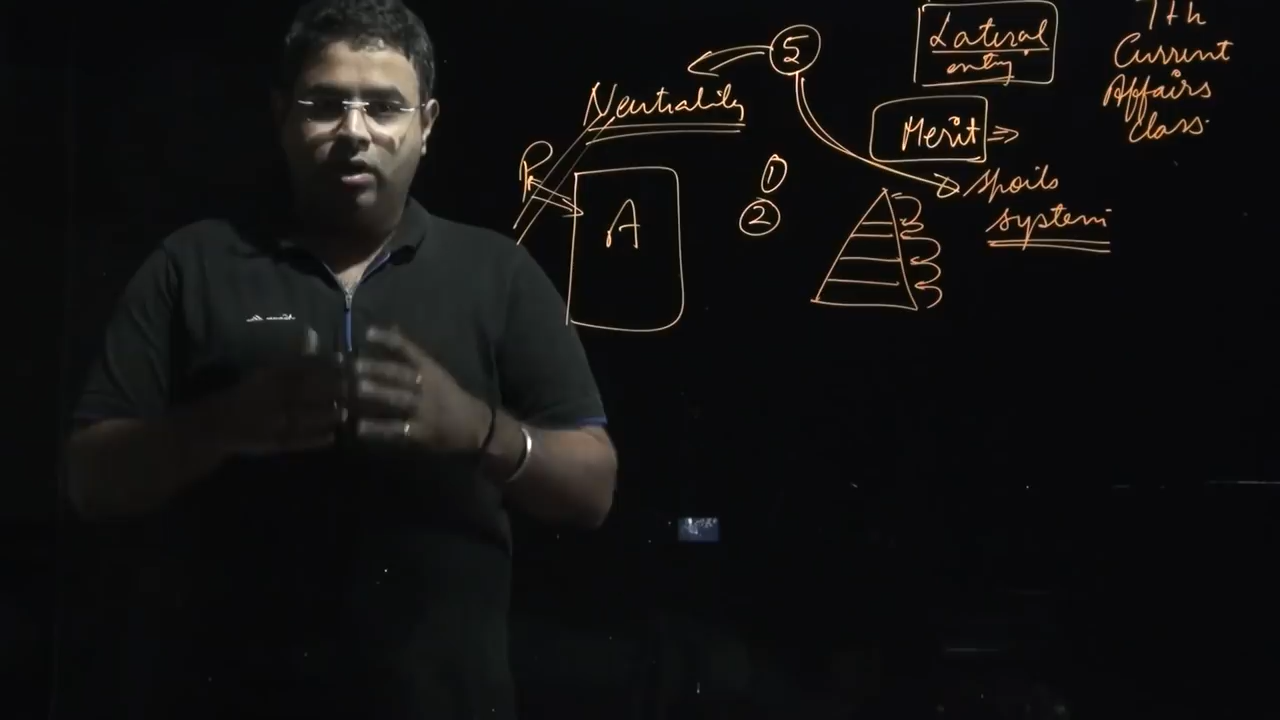 5
Lateral
entry
7th
Current
Affairs
Class
Neutrality
Merit
P
A
1
2
spoils
system